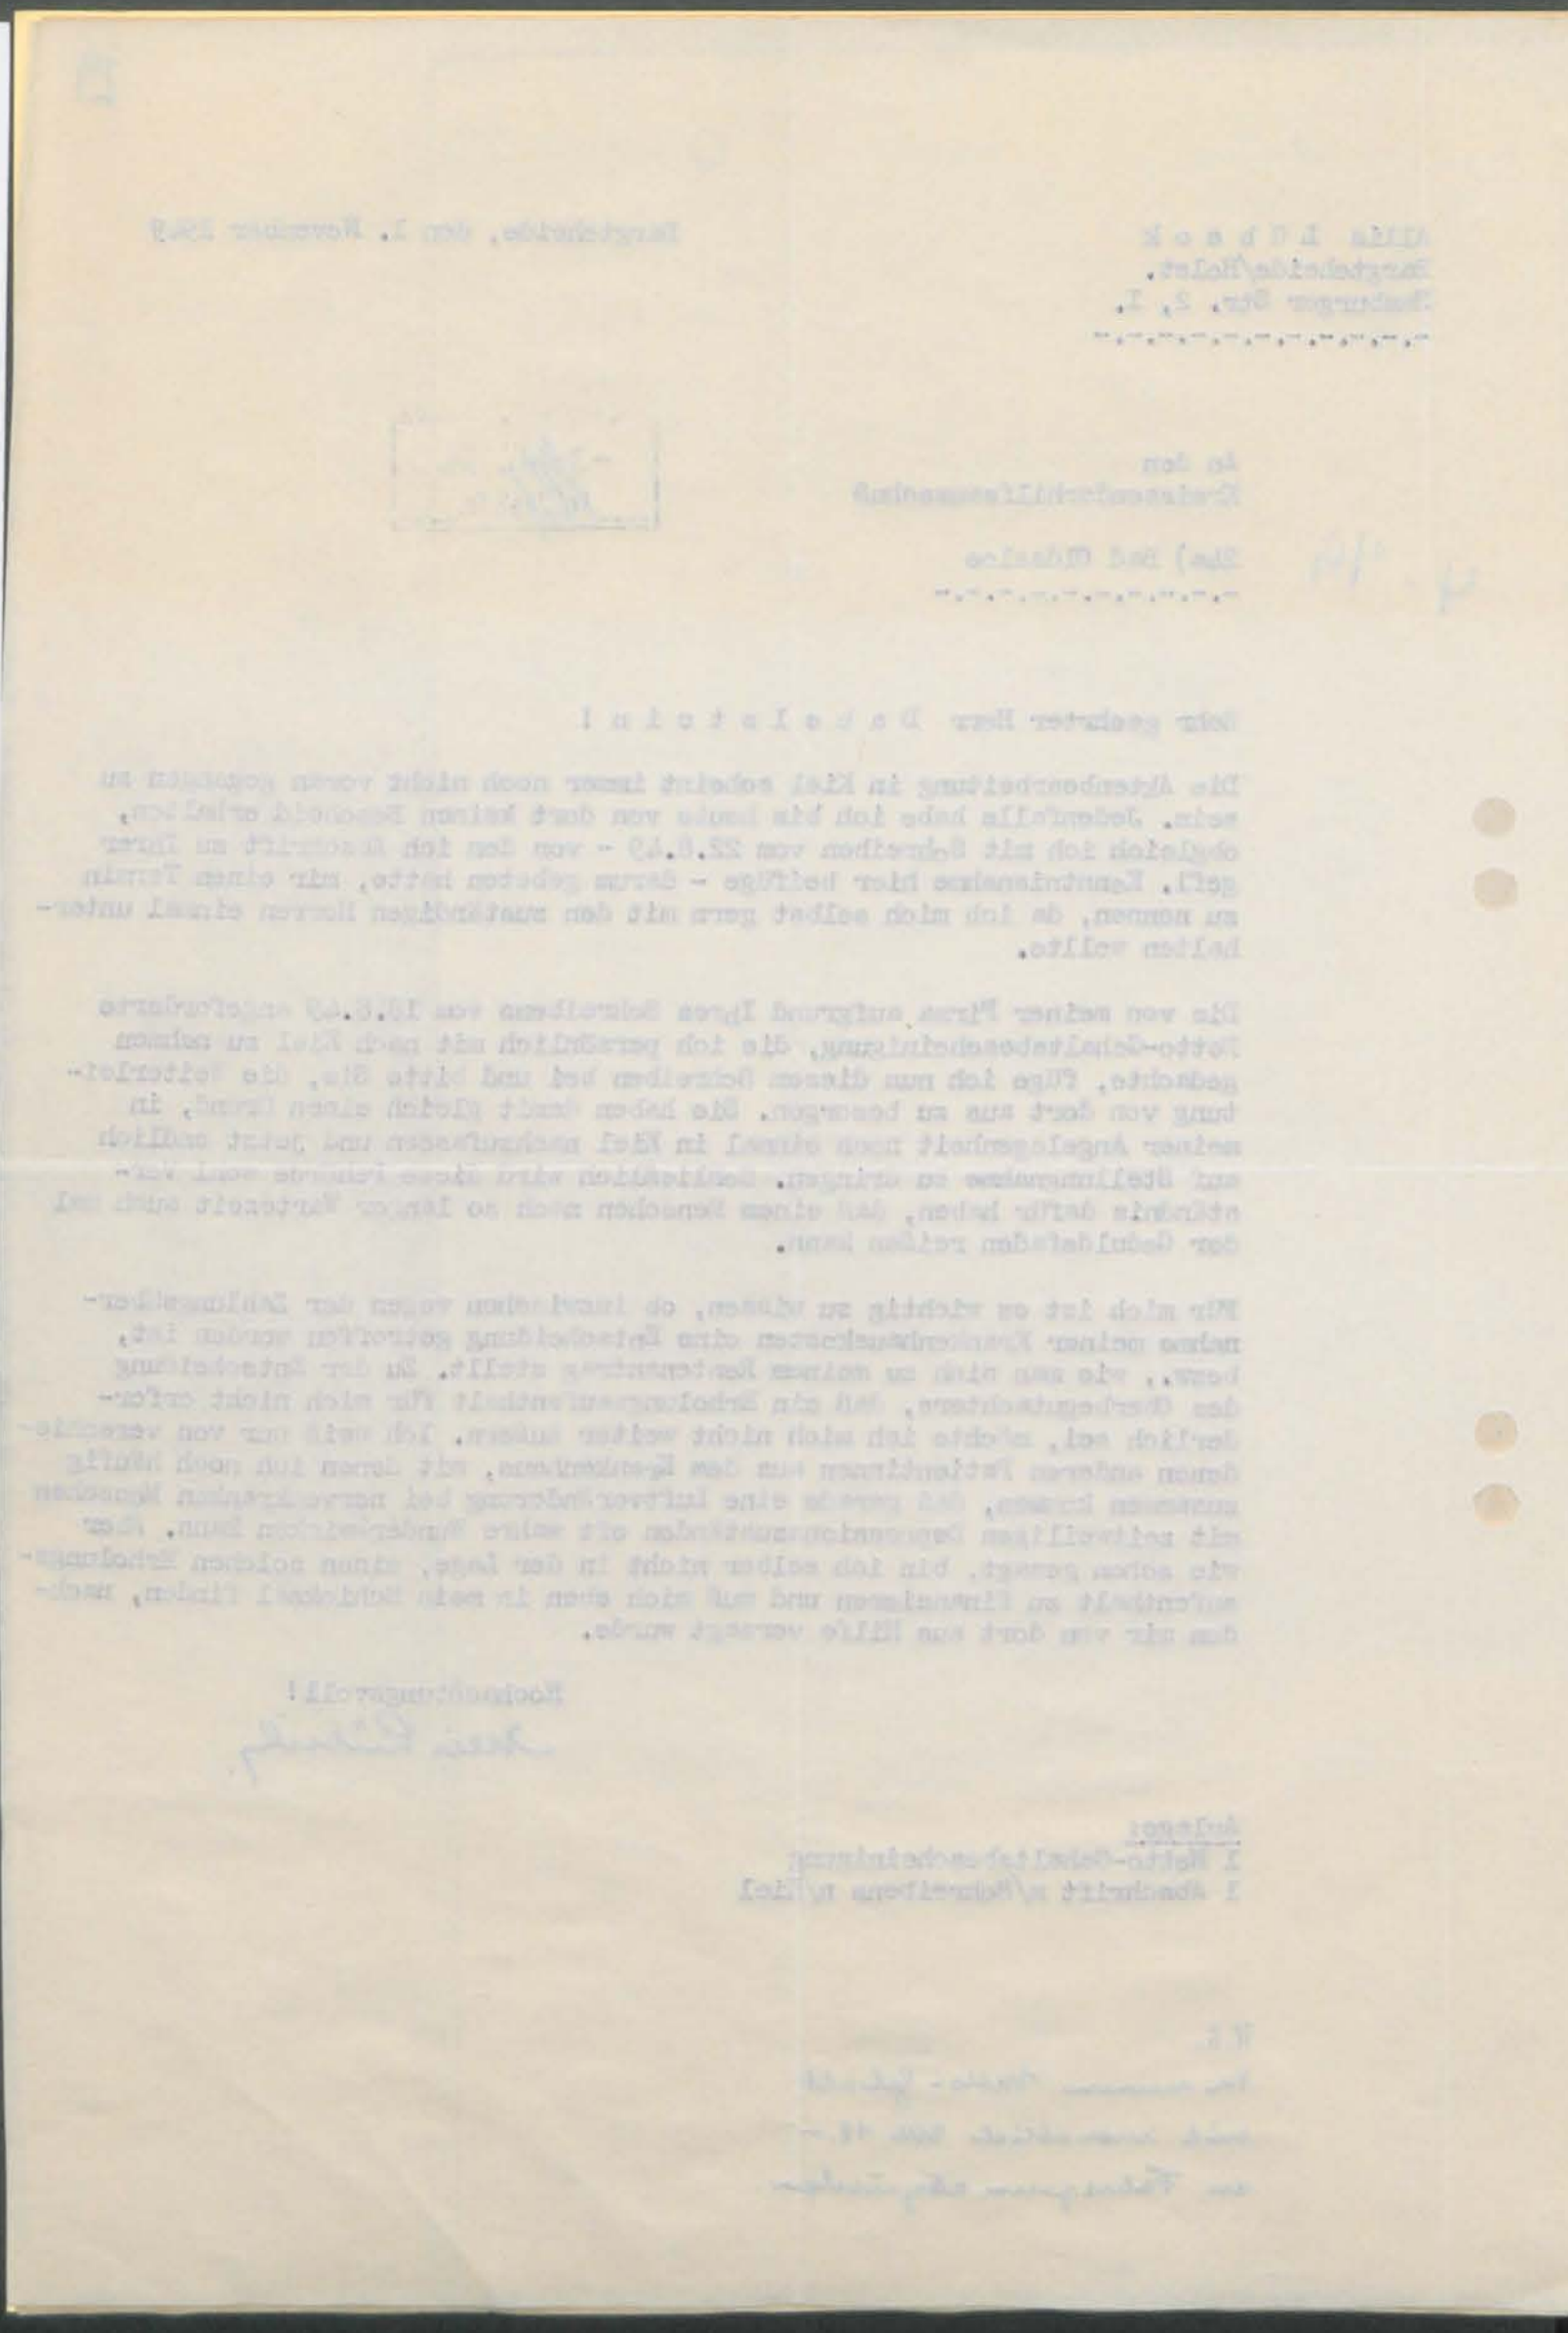 Bargteheide, den 1. November 1949
Allis L ü b s c k
Bargteheide/Holst.
Hamburger Str. 2, I.
-.-.-.-.-.-.-.-.-.-.-
An den
Kreissonderhilfsausschuß
(24a) Bad Oldesloe
-.-.-.-.-.-.-.-.-
Sehr geehrter Herr D a b e l s t e i n !
Die Aktenbearbeitung in Kiel scheint immer noch nicht voran gegangen zu
sein. Jedenfalls habe ich bis heute von dort keinen Bescheid erhalten,
obgleich ich mit Schreiben vom 22.8.49 - von dem ich Abschrift zu Ihrer
gefl. Kenntnisnahme hier beifüge - darum gebeten hatte, mir einen Termin
zu nennen, da ich mich selbst gern mit den zuständigen Herren einmal unter-
halten wollte.
Die von meiner Firma aufgrund Ihres Schreibens vom 18.8.49 angeforderte
Netto-Gehaltsbescheinigung, die ich persönlich mit nach Kiel zu nehmen
gedachte, füge ich nun diesem Schreiben bei und bitte Sie, die Weiterlei-
tung von dort aus zu besorgen. Sie haben damit gleich einen Grund, in
meiner Angelegenheit noch einmal in Kiel nachzufassen und jetzt endlich
auf Stellungnahme zu dringen. Schließlich wird diese Behörde wohl Ver-
ständnis dafür haben, daß einem Menschen nach so langer Wartezeit auch mal
der Geduldsfaden reißen kann.
Für mich ist es wichtig zu wissen, ob inzwischen wegen der Zahlungsüber-
nahme meiner Krankenhauskosten eine Entscheidung getroffen worden ist,
bezw., wie man sich zu meinem Rentenantrag stellt. Zu der Entscheidung
des Oberbegutachters, daß ein Erholungsaufenthalt für mich nicht erfor-
derlich sei, möchte ich mich nicht weiter äußern. Ich weiß nur von verschie-
denen anderen Patientinnen aus dem Krankenhaus, mit denen ich noch häufig
zusammen komme, daß gerade eine Luftveränderung bei nervenkranken Menschen
mit zeitweiligen Depressionszuständen oft wahre Wunder wirken kann. Aber
wie schon gesagt, bin ich selber nicht in der Lage, einen solchen Erholungs-
aufenthalt zu finanzieren und muß mich eben in mein Schicksal finden, nach-
dem mir von dort aus Hilfe versagt wurde.
Hochachtungsvoll!
Anlage:
1 Netto-Gehaltsbescheinigung
1 Abschrift m/Schreibens n/Kiel